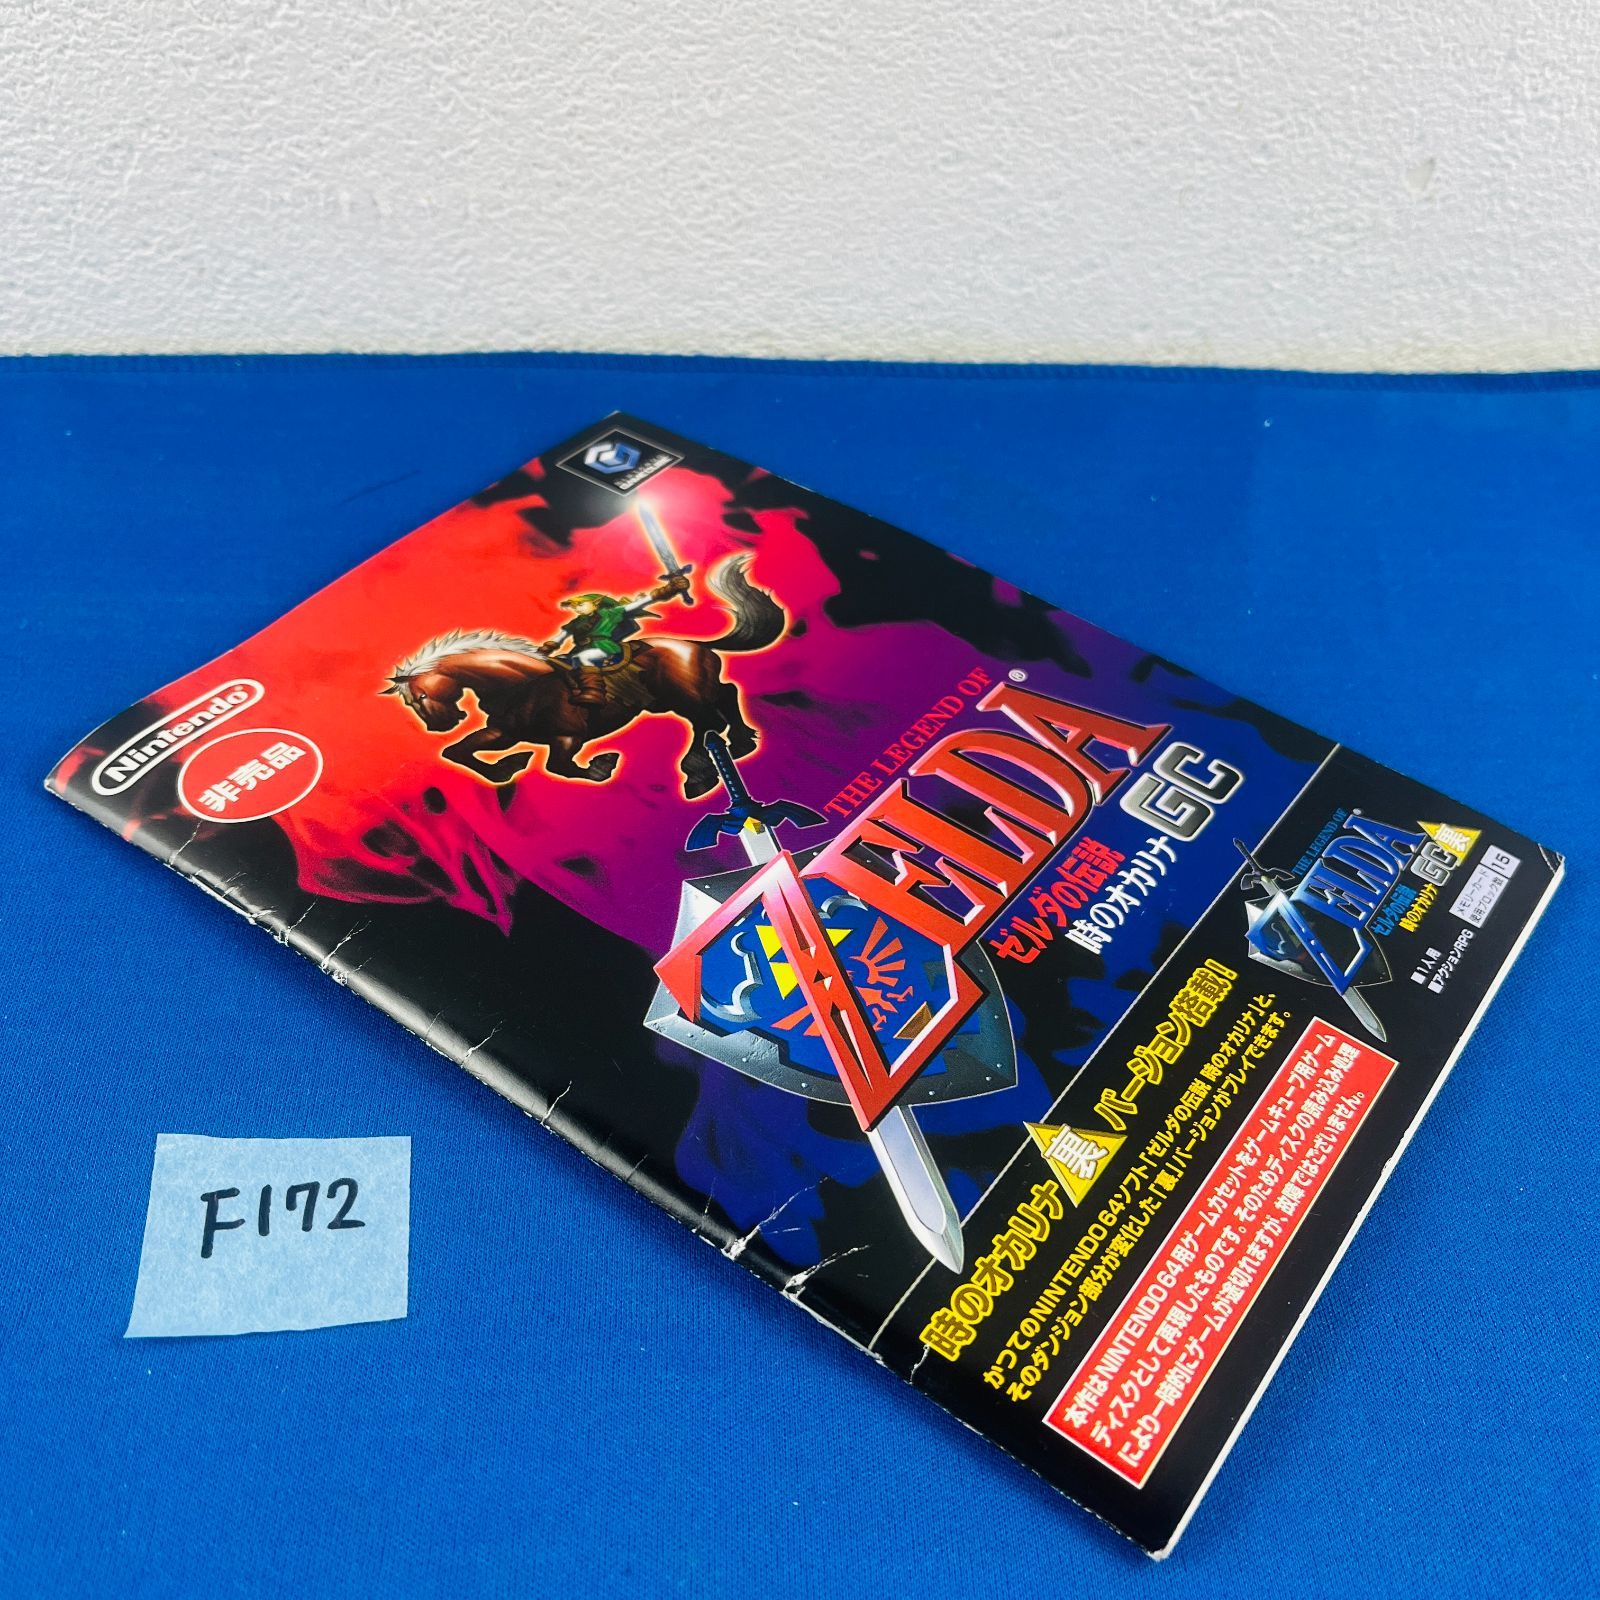 GAMECUBE
Nintendo®
非売品
THE LEGEND OF
ZELDA®
ゼルダの伝説
時のオカリナ GC
THE LEGEND OF
ZELDA®
ゼルダの伝説
時のオカリナ GC裏
メモリーカード
使用ブロック数 15
■1人用
■アクションRPG
時のオカリナ裏バージョン搭載!
かつてのNINTENDO64ソフト「ゼルダの伝説 時のオカリナ」と、
そのダンジョン部分が変化した「裏」バージョンがプレイできます。
本作はNINTENDO64用ゲームカセットをゲームキューブ用ゲーム
ディスクとして再現したものです。そのためディスクの読み込み処理
により一時的にゲームが途切れますが、故障ではございません。
F172